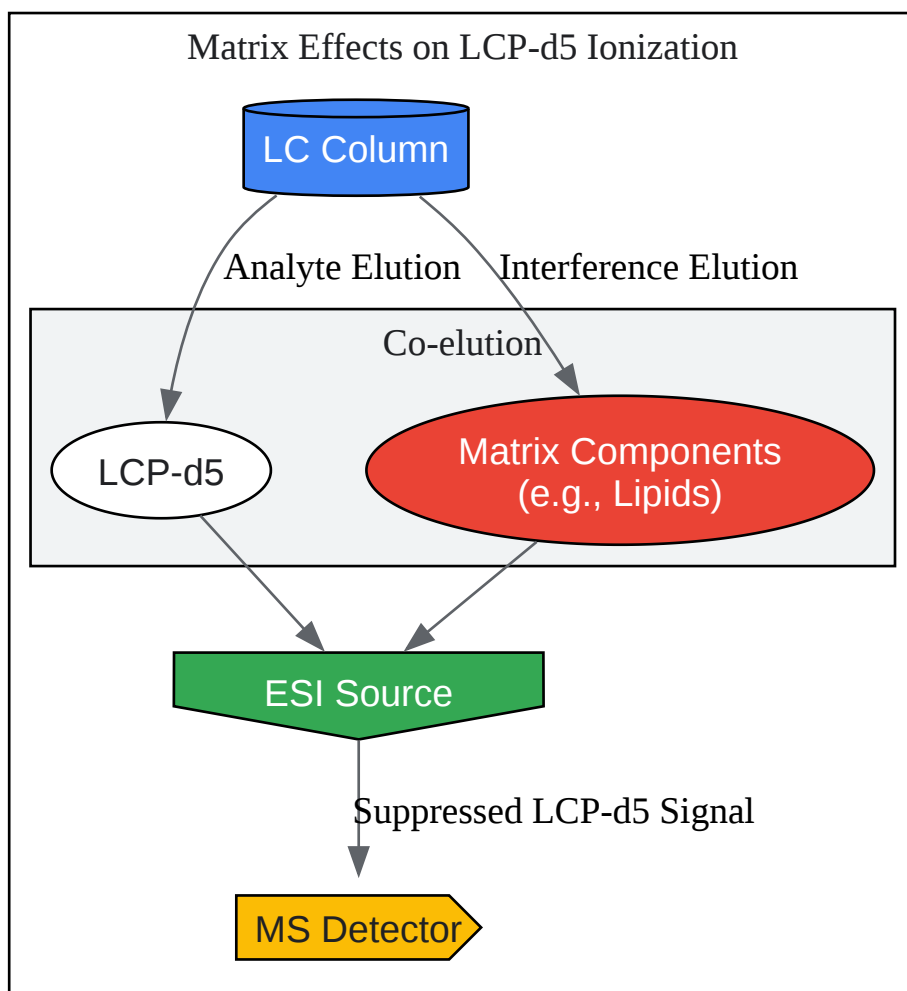 Matrix Effects on LCP-d5 Ionization
LC Column
Analyte Elution
Interference Elution
Co-elution
LCP-d5
Matrix Components
(e.g., Lipids)
ESI Source
Suppressed LCP-d5 Signal
MS Detector